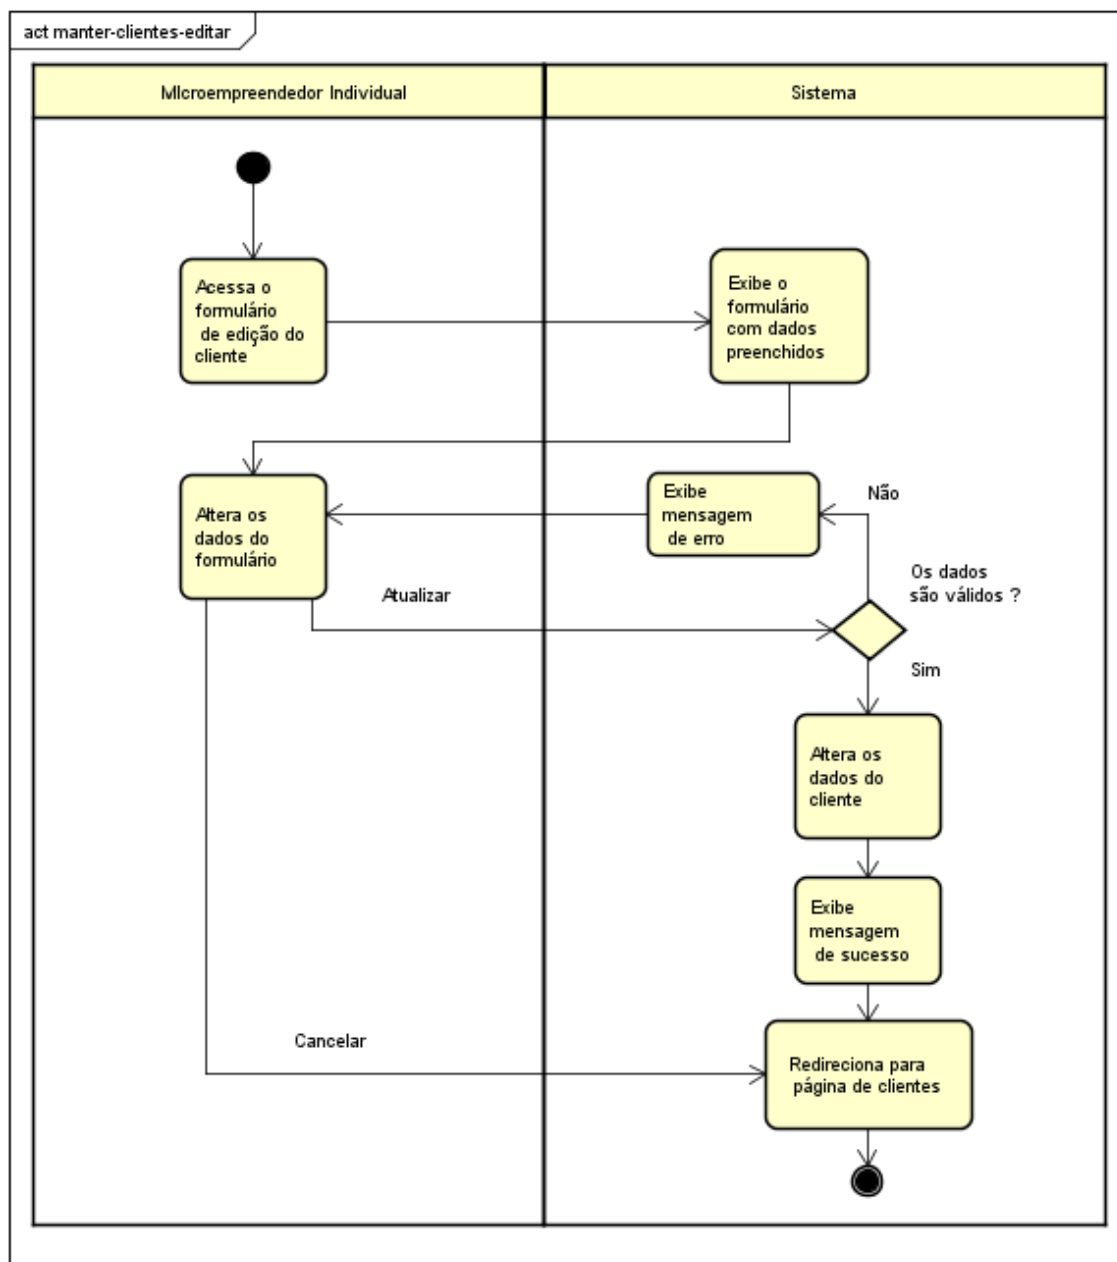 act manter-clientes-editar
MIcroempreendedor Individual
Sistema
Acessa o
formulário
de edição do
cliente
Exibe o
formulário
com dados
preenchidos
Altera os
dados do
formulário
Exibe
mensagem
de erro
Não
Os dados
são válidos ?
Atualizar
Sim
Altera os
dados do
cliente
Exibe
mensagem
de sucesso
Cancelar
Redireciona para
página de clientes